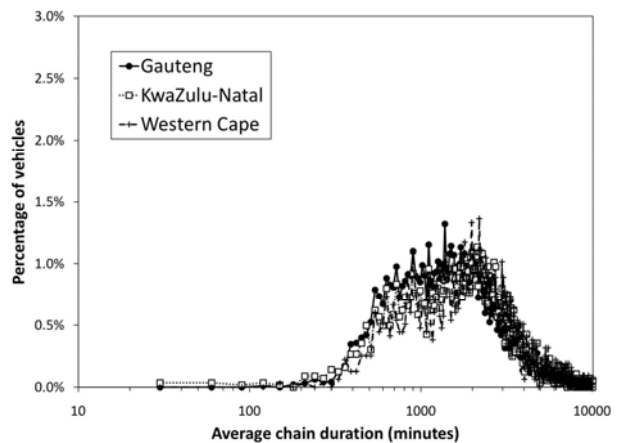 3.0%
2.5%
2.0%
1.5%
1.0%
0.5%
0.0%
Percentage of vehicles
Gauteng
KwaZulu-Natal
Western Cape
10
100
1000
10000
Average chain duration (minutes)